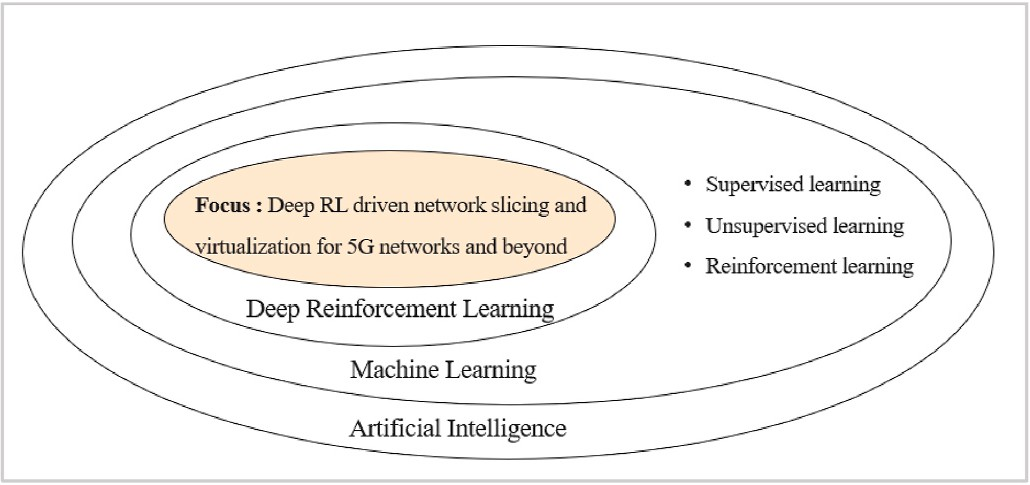 Focus : Deep RL driven network slicing and
virtualization for 5G networks and beyond
Deep Reinforcement Learning
Machine Learning
Artificial Intelligence
• Supervised learning
• Unsupervised learning
• Reinforcement learning